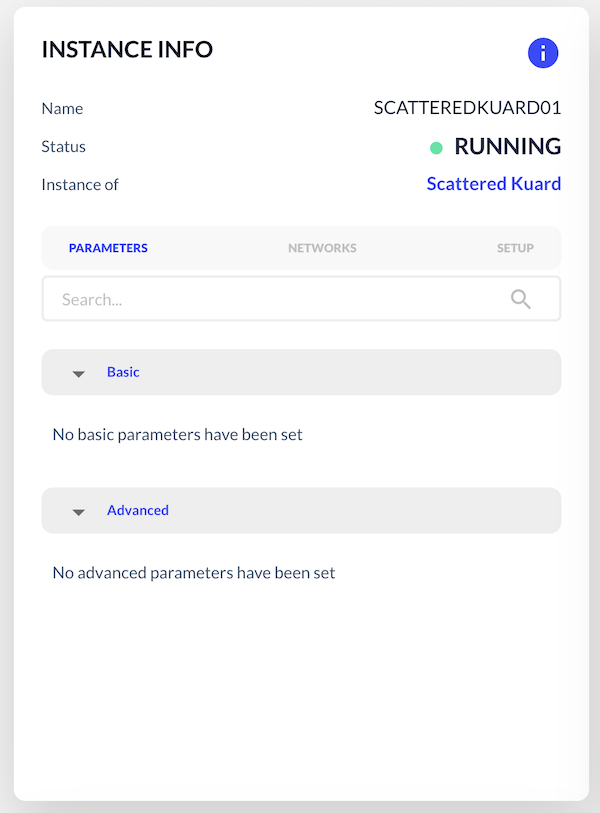 INSTANCE INFO
Name SCATTEREDKUARD01
Status RUNNING
Instance of Scattered Kuard
PARAMETERS NETWORKS SETUP
Search...
Basic
No basic parameters have been set
Advanced
No advanced parameters have been set